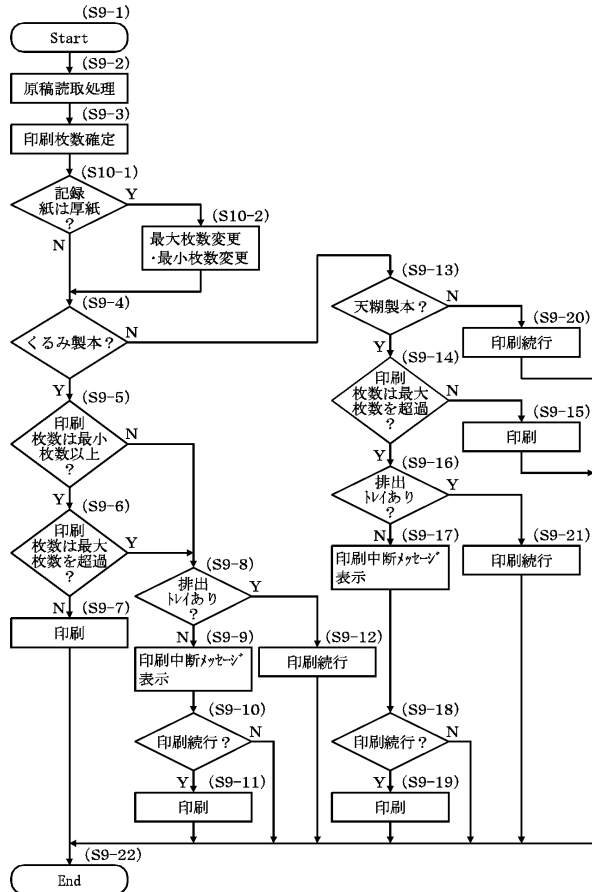 (S9-1)
Start
(S9-2)
原稿読取処理
(S9-3)
印刷枚数確定
(S10-1)
記録
紙は厚紙
?
Y
N
(S10-2)
最大枚数変更
・最小枚数変更
(S9-4)
くるみ製本?
N
Y
(S9-5)
印刷
枚数は最小
枚数以上
?
N
Y
(S9-6)
印刷
枚数は最大
枚数を超過
?
Y
N
(S9-7)
印刷
(S9-8)
排出
トレイあり
?
Y
N
(S9-9)
印刷中断メッセージ
表示
(S9-12)
印刷続行
(S9-10)
印刷続行?
N
Y
(S9-11)
印刷
(S9-13)
天糊製本?
N
Y
(S9-20)
印刷続行
(S9-14)
印刷
枚数は最大
枚数を超過
?
N
Y
(S9-15)
印刷
(S9-16)
排出
トレイあり
?
Y
N
(S9-17)
印刷中断メッセージ
表示
(S9-21)
印刷続行
(S9-18)
印刷続行?
N
Y
(S9-19)
印刷
(S9-22)
End